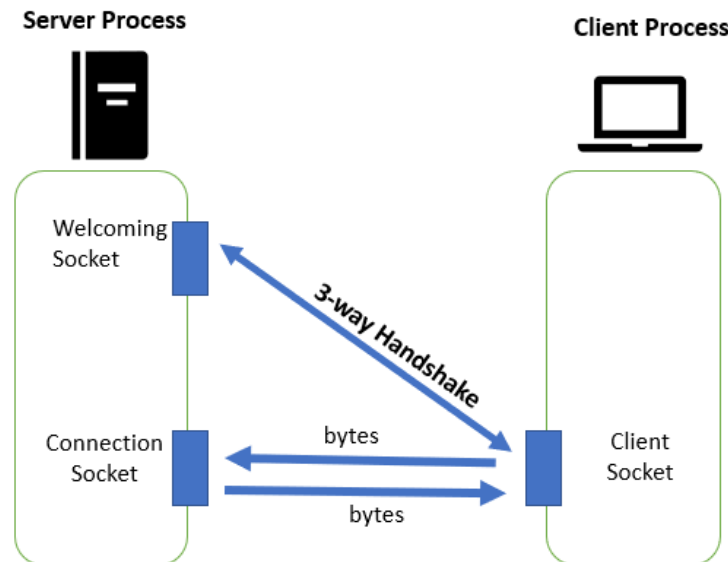 Server Process
Client Process
Welcoming
Socket
3-way Handshake
bytes
Connection
Socket
Client
Socket
bytes